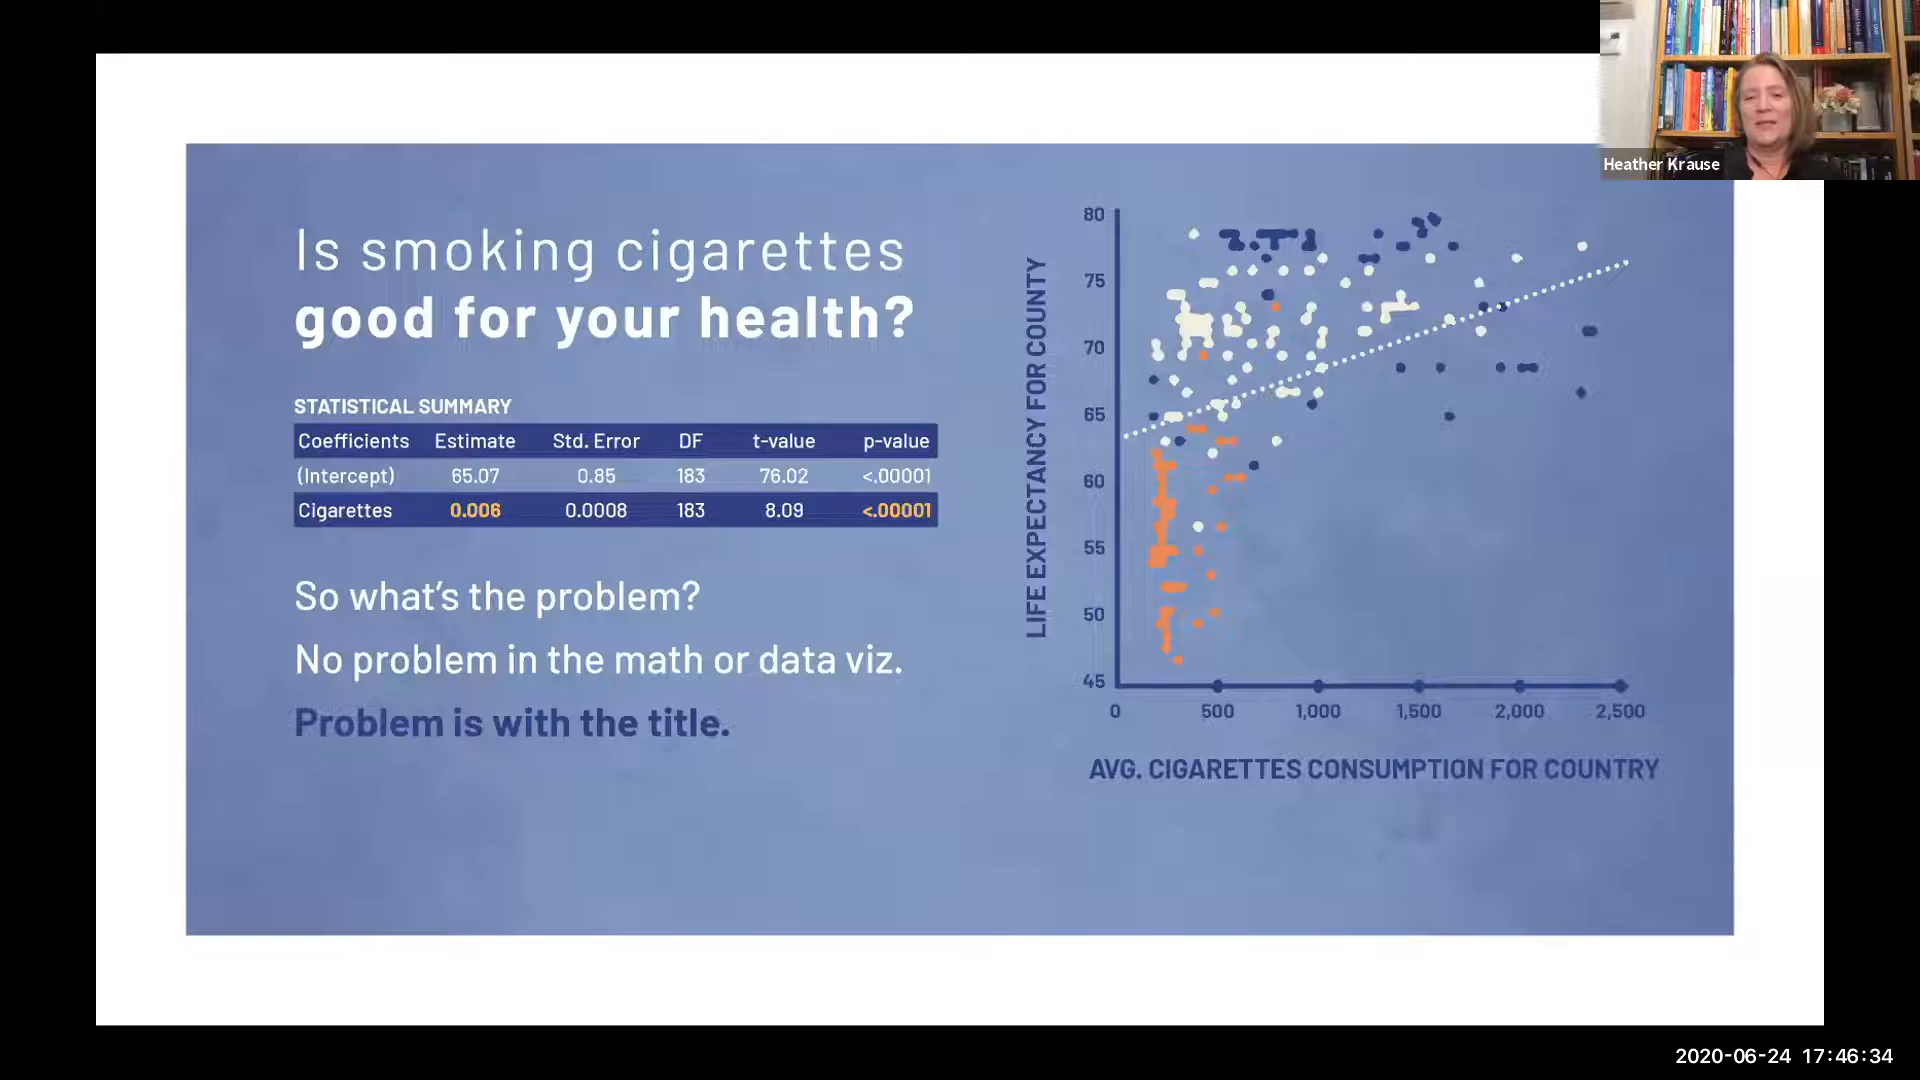 Heather Krause
Is smoking cigarettes
good for your health?
STATISTICAL SUMMARY
Coefficients Estimate Std. Error DF t-value p-value
(Intercept) 65.07 0.85 183 76.02 <.00001
Cigarettes 0.006 0.0008 183 8.09 <.00001
So what's the problem?
No problem in the math or data viz.
Problem is with the title.
LIFE EXPECTANCY FOR COUNTY
80
75
70
65
60
55
50
45
0 500 1,000 1,500 2,000 2,500
AVG. CIGARETTES CONSUMPTION FOR COUNTRY
2020-06-24 17:46:34